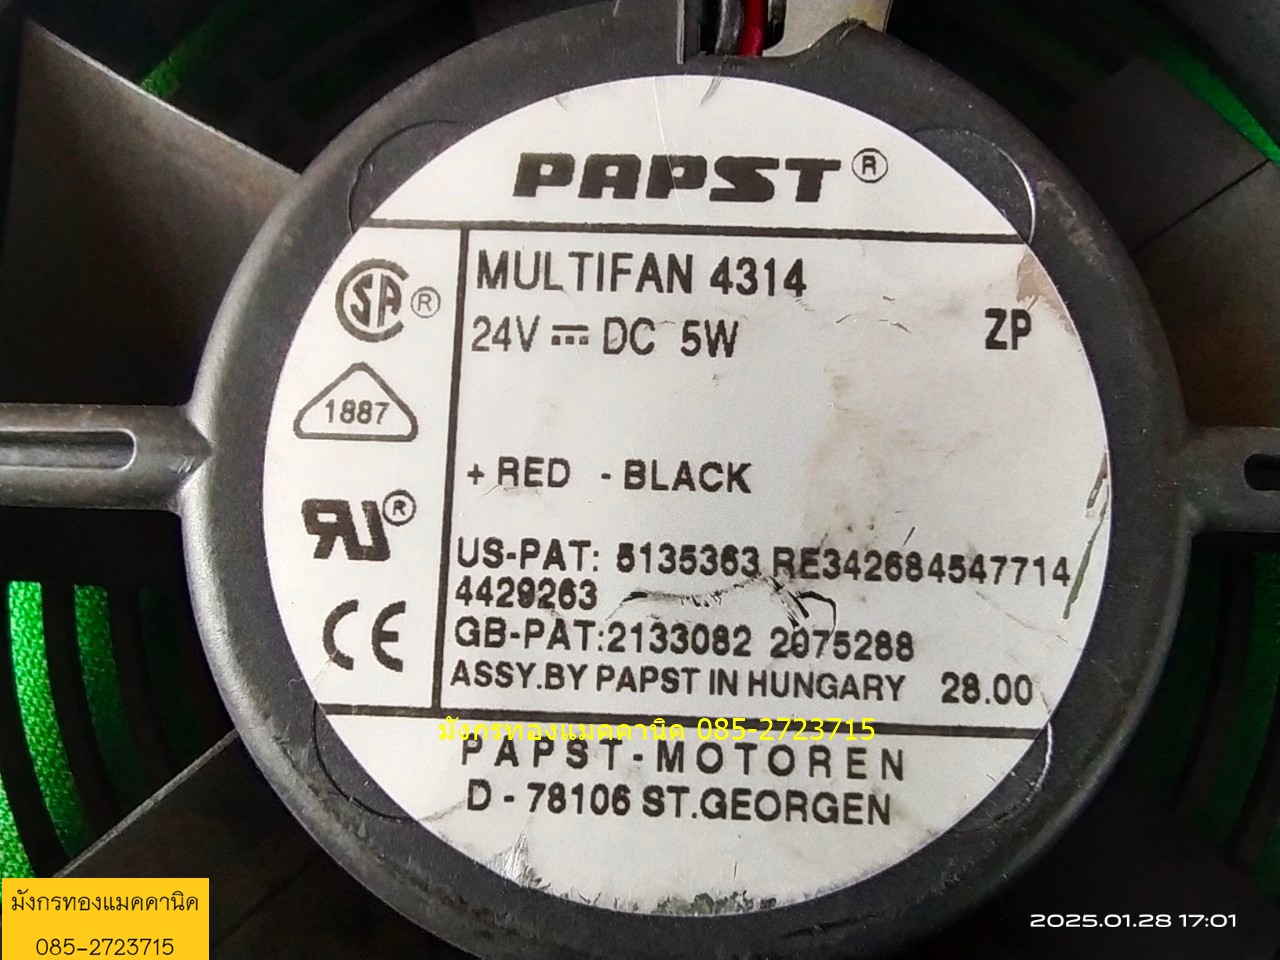 PAPST®
MULTIFAN 4314
24V DC 5W ZP
SA ®
1887
+ RED - BLACK
®
US-PAT: 5135363 RE342684547714
4429263
GB-PAT:2133082 2075288
CE
ASSY.BY PAPST IN HUNGARY 28.00
มังกรทองแมคคานิค 085-2723715
PAPST-MOTOREN
D - 78106 ST.GEORGEN
มังกรทองแมคคานิค
085-2723715
2025.01.28 17:01